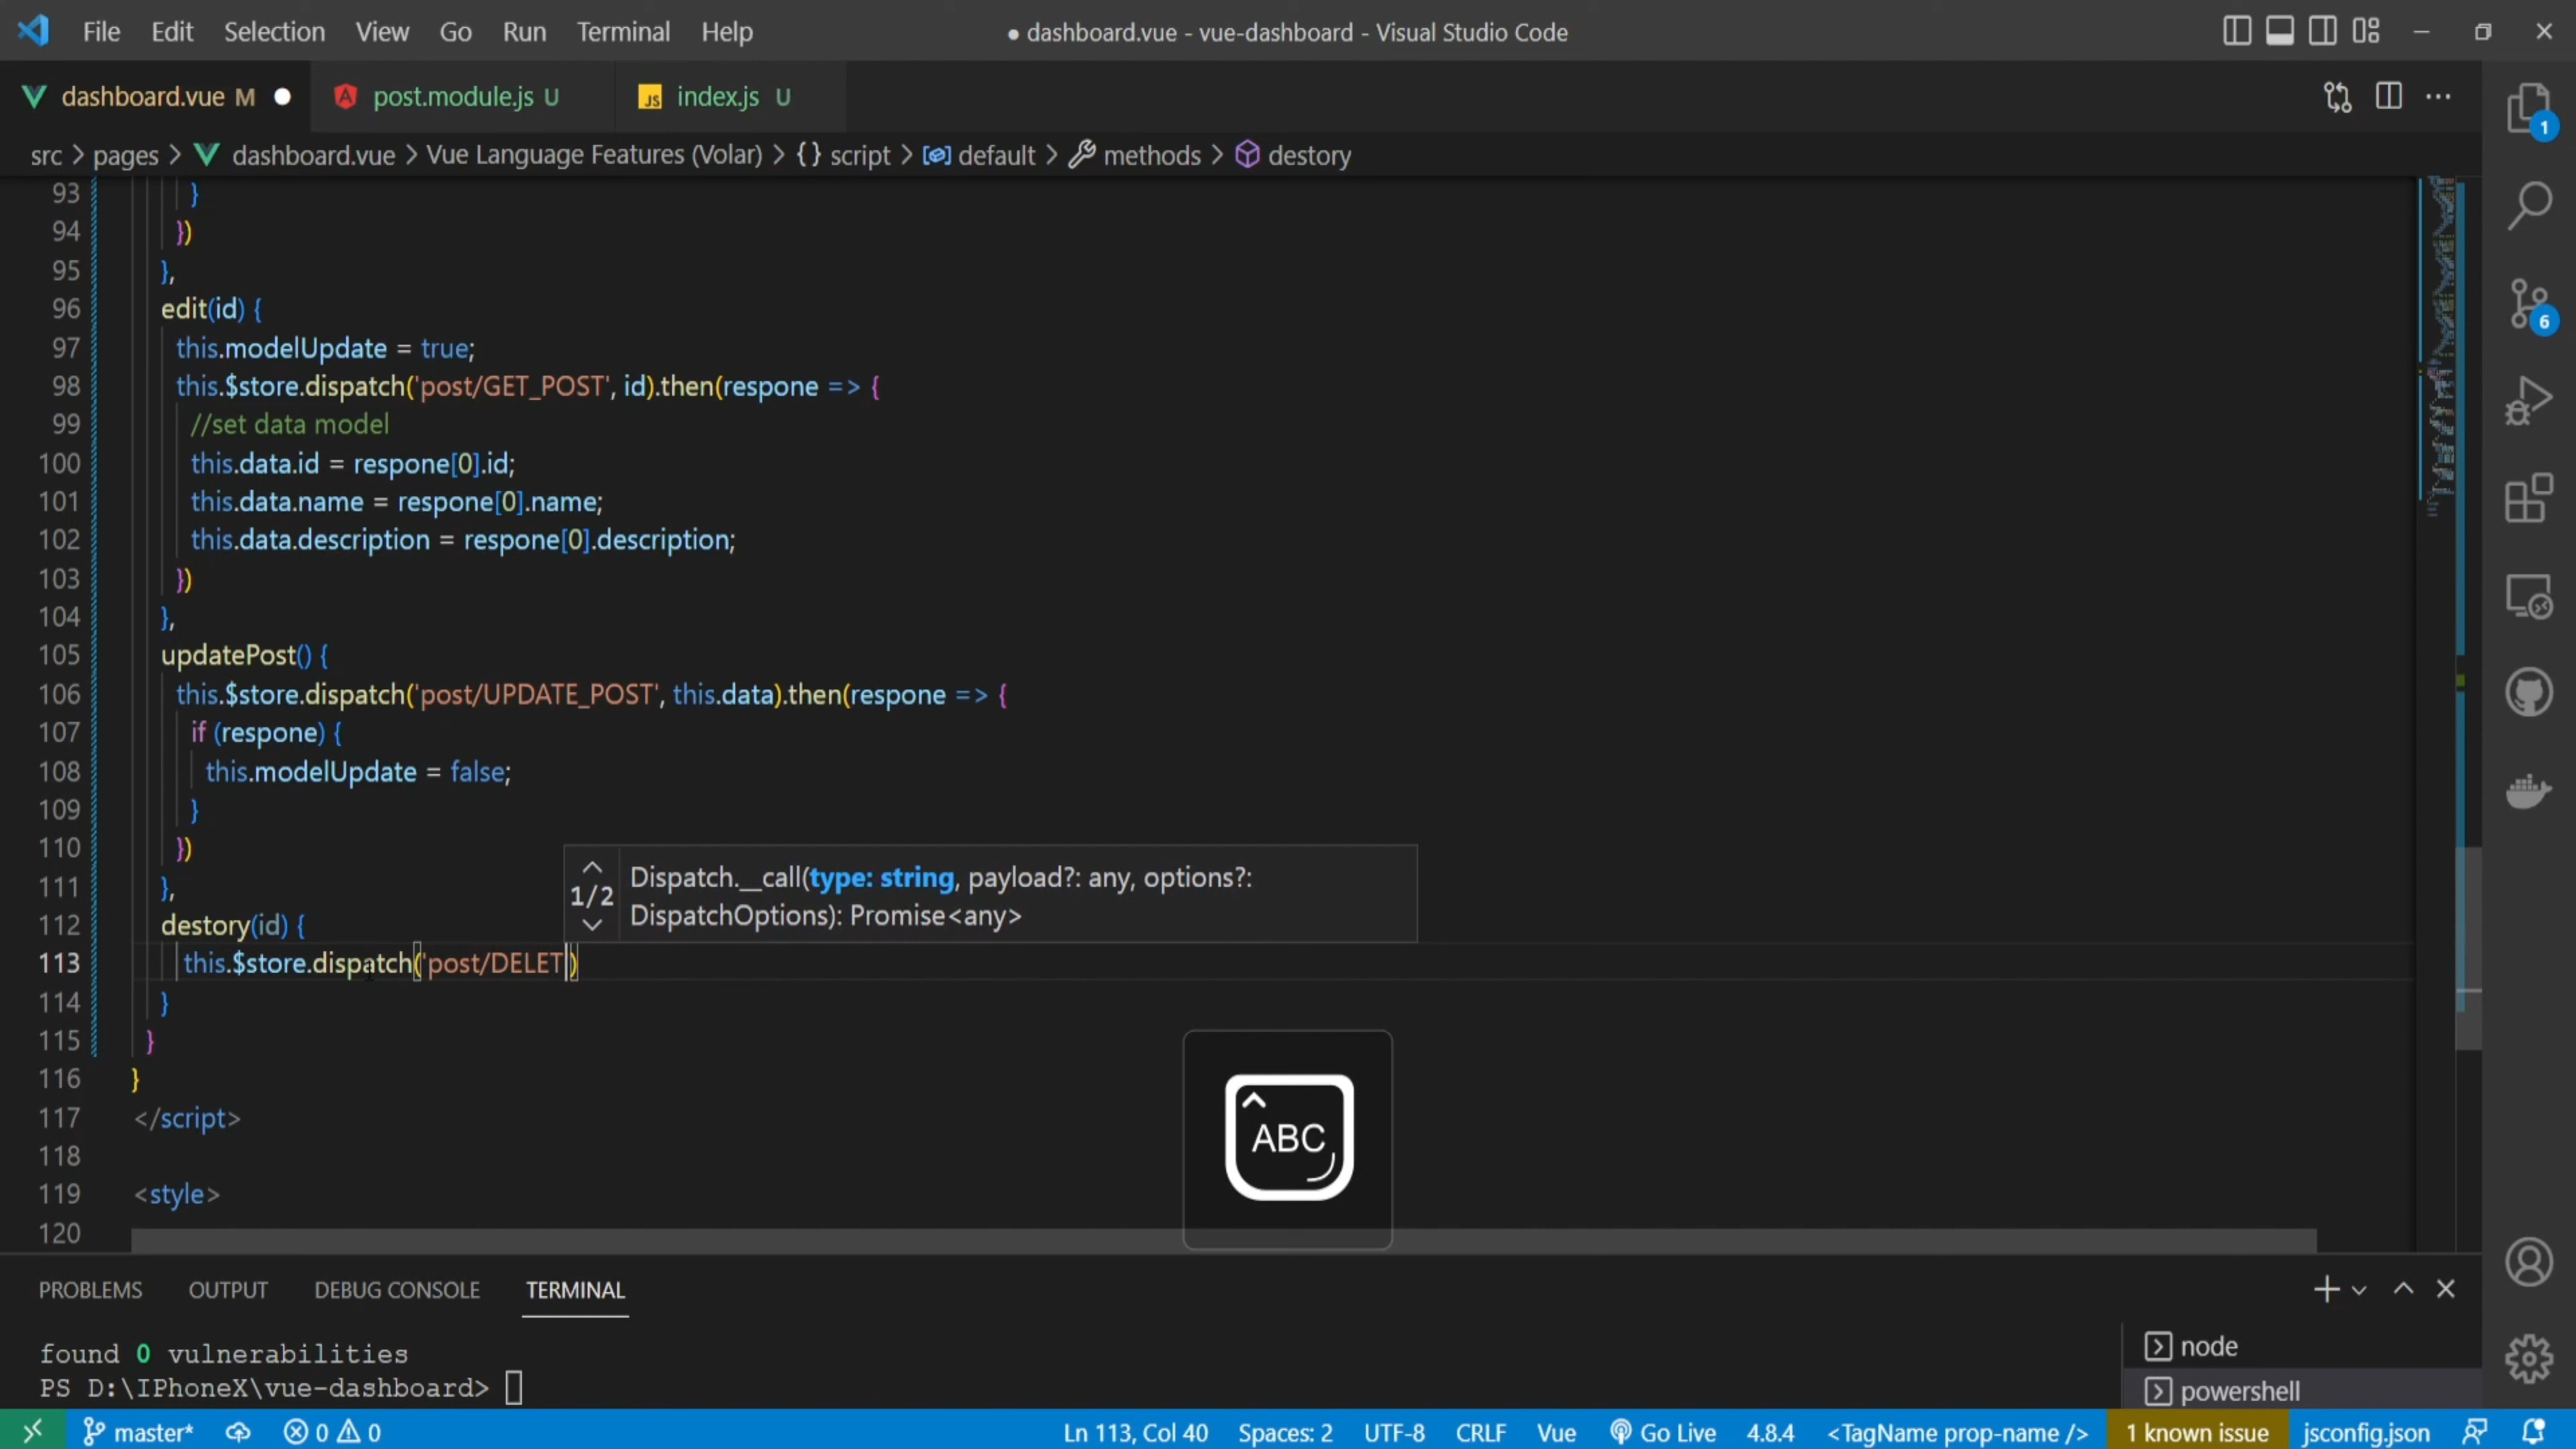 File Edit Selection View Go Run Terminal Help ● dashboard.vue - vue-dashboard - Visual Studio Code
dashboard.vue M post.module.js U JS index.js U
src > pages > dashboard.vue > Vue Language Features (Volar) > {} script > default > methods > destory
1
93 }
94 })
95 },
96 edit(id) {
97 this.modelUpdate = true;
98 this.$store.dispatch('post/GET_POST', id).then(respone => {
99 //set data model
100 this.data.id = respone[0].id;
101 this.data.name = respone[0].name;
102 this.data.description = respone[0].description;
103 })
104 },
105 updatePost() {
106 this.$store.dispatch('post/UPDATE_POST', this.data).then(respone => {
107 if (respone) {
108 this.modelUpdate = false;
109 }
110 })
111 },
112 destory(id) {
113 this.$store.dispatch('post/DELET)
114 }
115 }
116 }
117 </script>
118
119 <style>
120
6
1/2 Dispatch.__call(type: string, payload?: any, options?:
DispatchOptions): Promise<any>
ABC
PROBLEMS OUTPUT DEBUG CONSOLE TERMINAL
found 0 vulnerabilities
PS D:\IPhoneX\vue-dashboard>
node
powershell
master* 0 0 Ln 113, Col 40 Spaces: 2 UTF-8 CRLF Vue Go Live 4.8.4 <TagName prop-name /> 1 known issue jsconfig.json